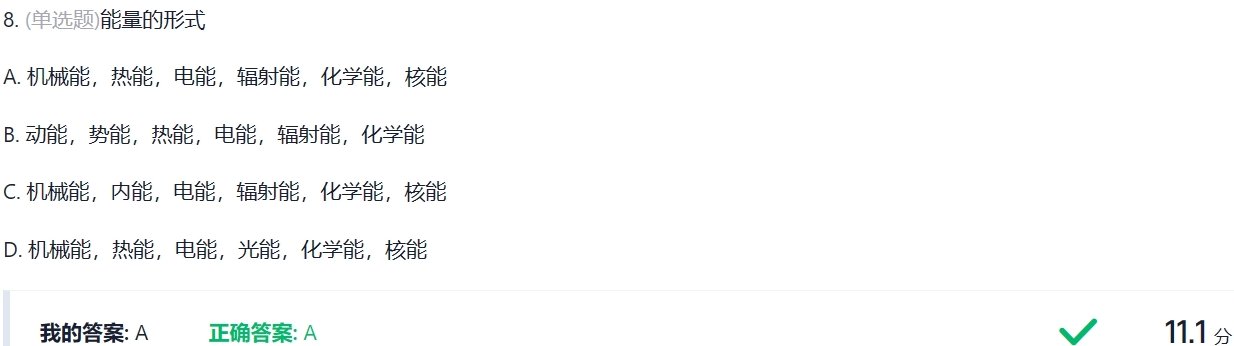 8. (单选题)能量的形式
A. 机械能，热能，电能，辐射能，化学能，核能
B. 动能，势能，热能，电能，辐射能，化学能
C. 机械能，内能，电能，辐射能，化学能，核能
D. 机械能，热能，电能，光能，化学能，核能
我的答案: A 正确答案: A 11.1 分